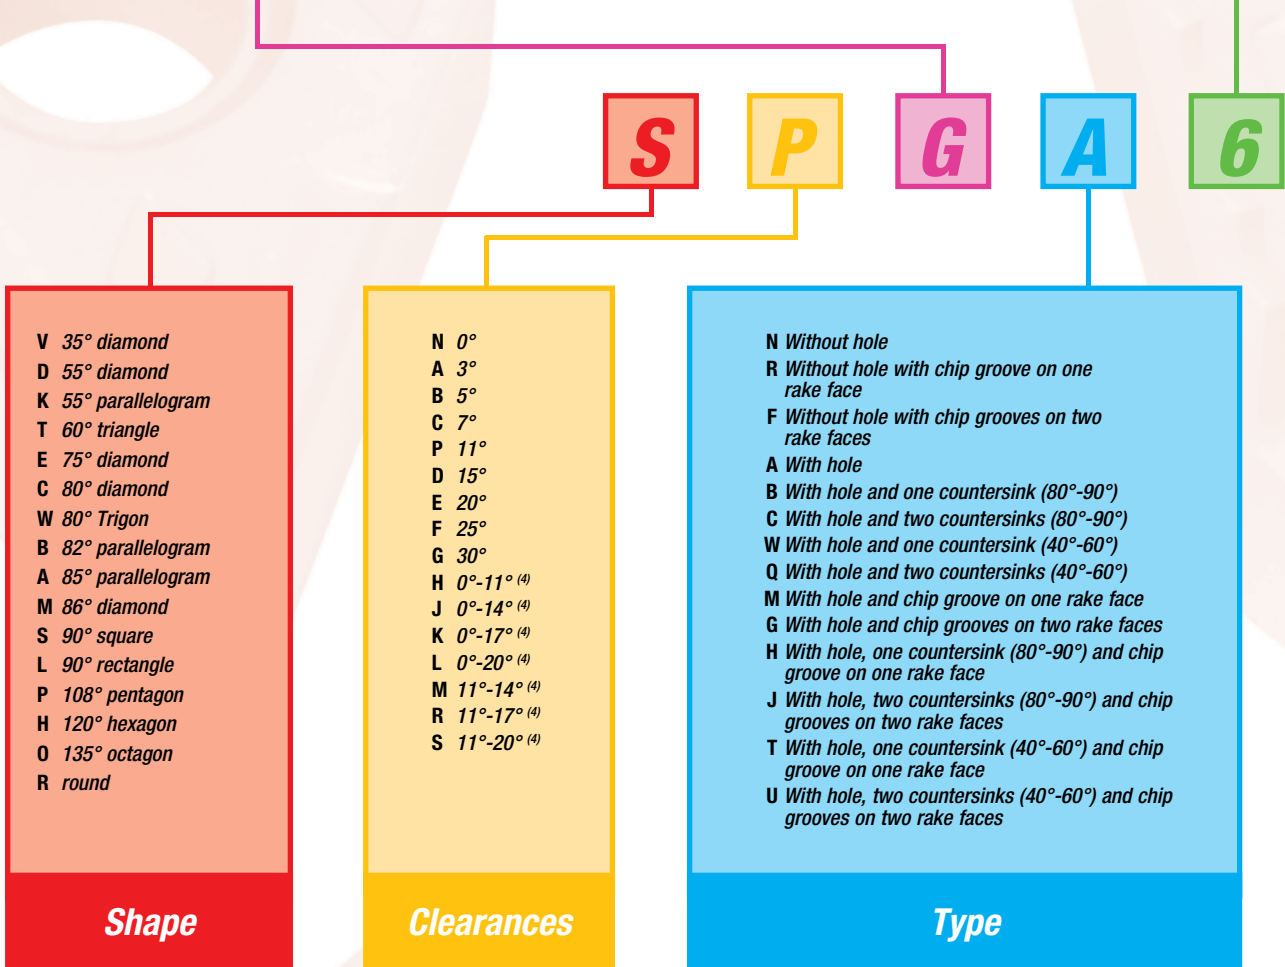 S P G A 6
V 35° diamond
D 55° diamond
K 55° parallelogram
T 60° triangle
E 75° diamond
C 80° diamond
W 80° Trigon
B 82° parallelogram
A 85° parallelogram
M 86° diamond
S 90° square
L 90° rectangle
P 108° pentagon
H 120° hexagon
O 135° octagon
R round
Shape
N 0°
A 3°
B 5°
C 7°
P 11°
D 15°
E 20°
F 25°
G 30°
H 0°-11° (4)
J 0°-14° (4)
K 0°-17° (4)
L 0°-20° (4)
M 11°-14° (4)
R 11°-17° (4)
S 11°-20° (4)
Clearances
N Without hole
R Without hole with chip groove on one
rake face
F Without hole with chip grooves on two
rake faces
A With hole
B With hole and one countersink (80°-90°)
C With hole and two countersinks (80°-90°)
W With hole and one countersink (40°-60°)
Q With hole and two countersinks (40°-60°)
M With hole and chip groove on one rake face
G With hole and chip grooves on two rake faces
H With hole, one countersink (80°-90°) and chip
groove on one rake face
J With hole, two countersinks (80°-90°) and chip
grooves on two rake faces
T With hole, one countersink (40°-60°) and chip
groove on one rake face
U With hole, two countersinks (40°-60°) and chip
grooves on two rake faces
Type